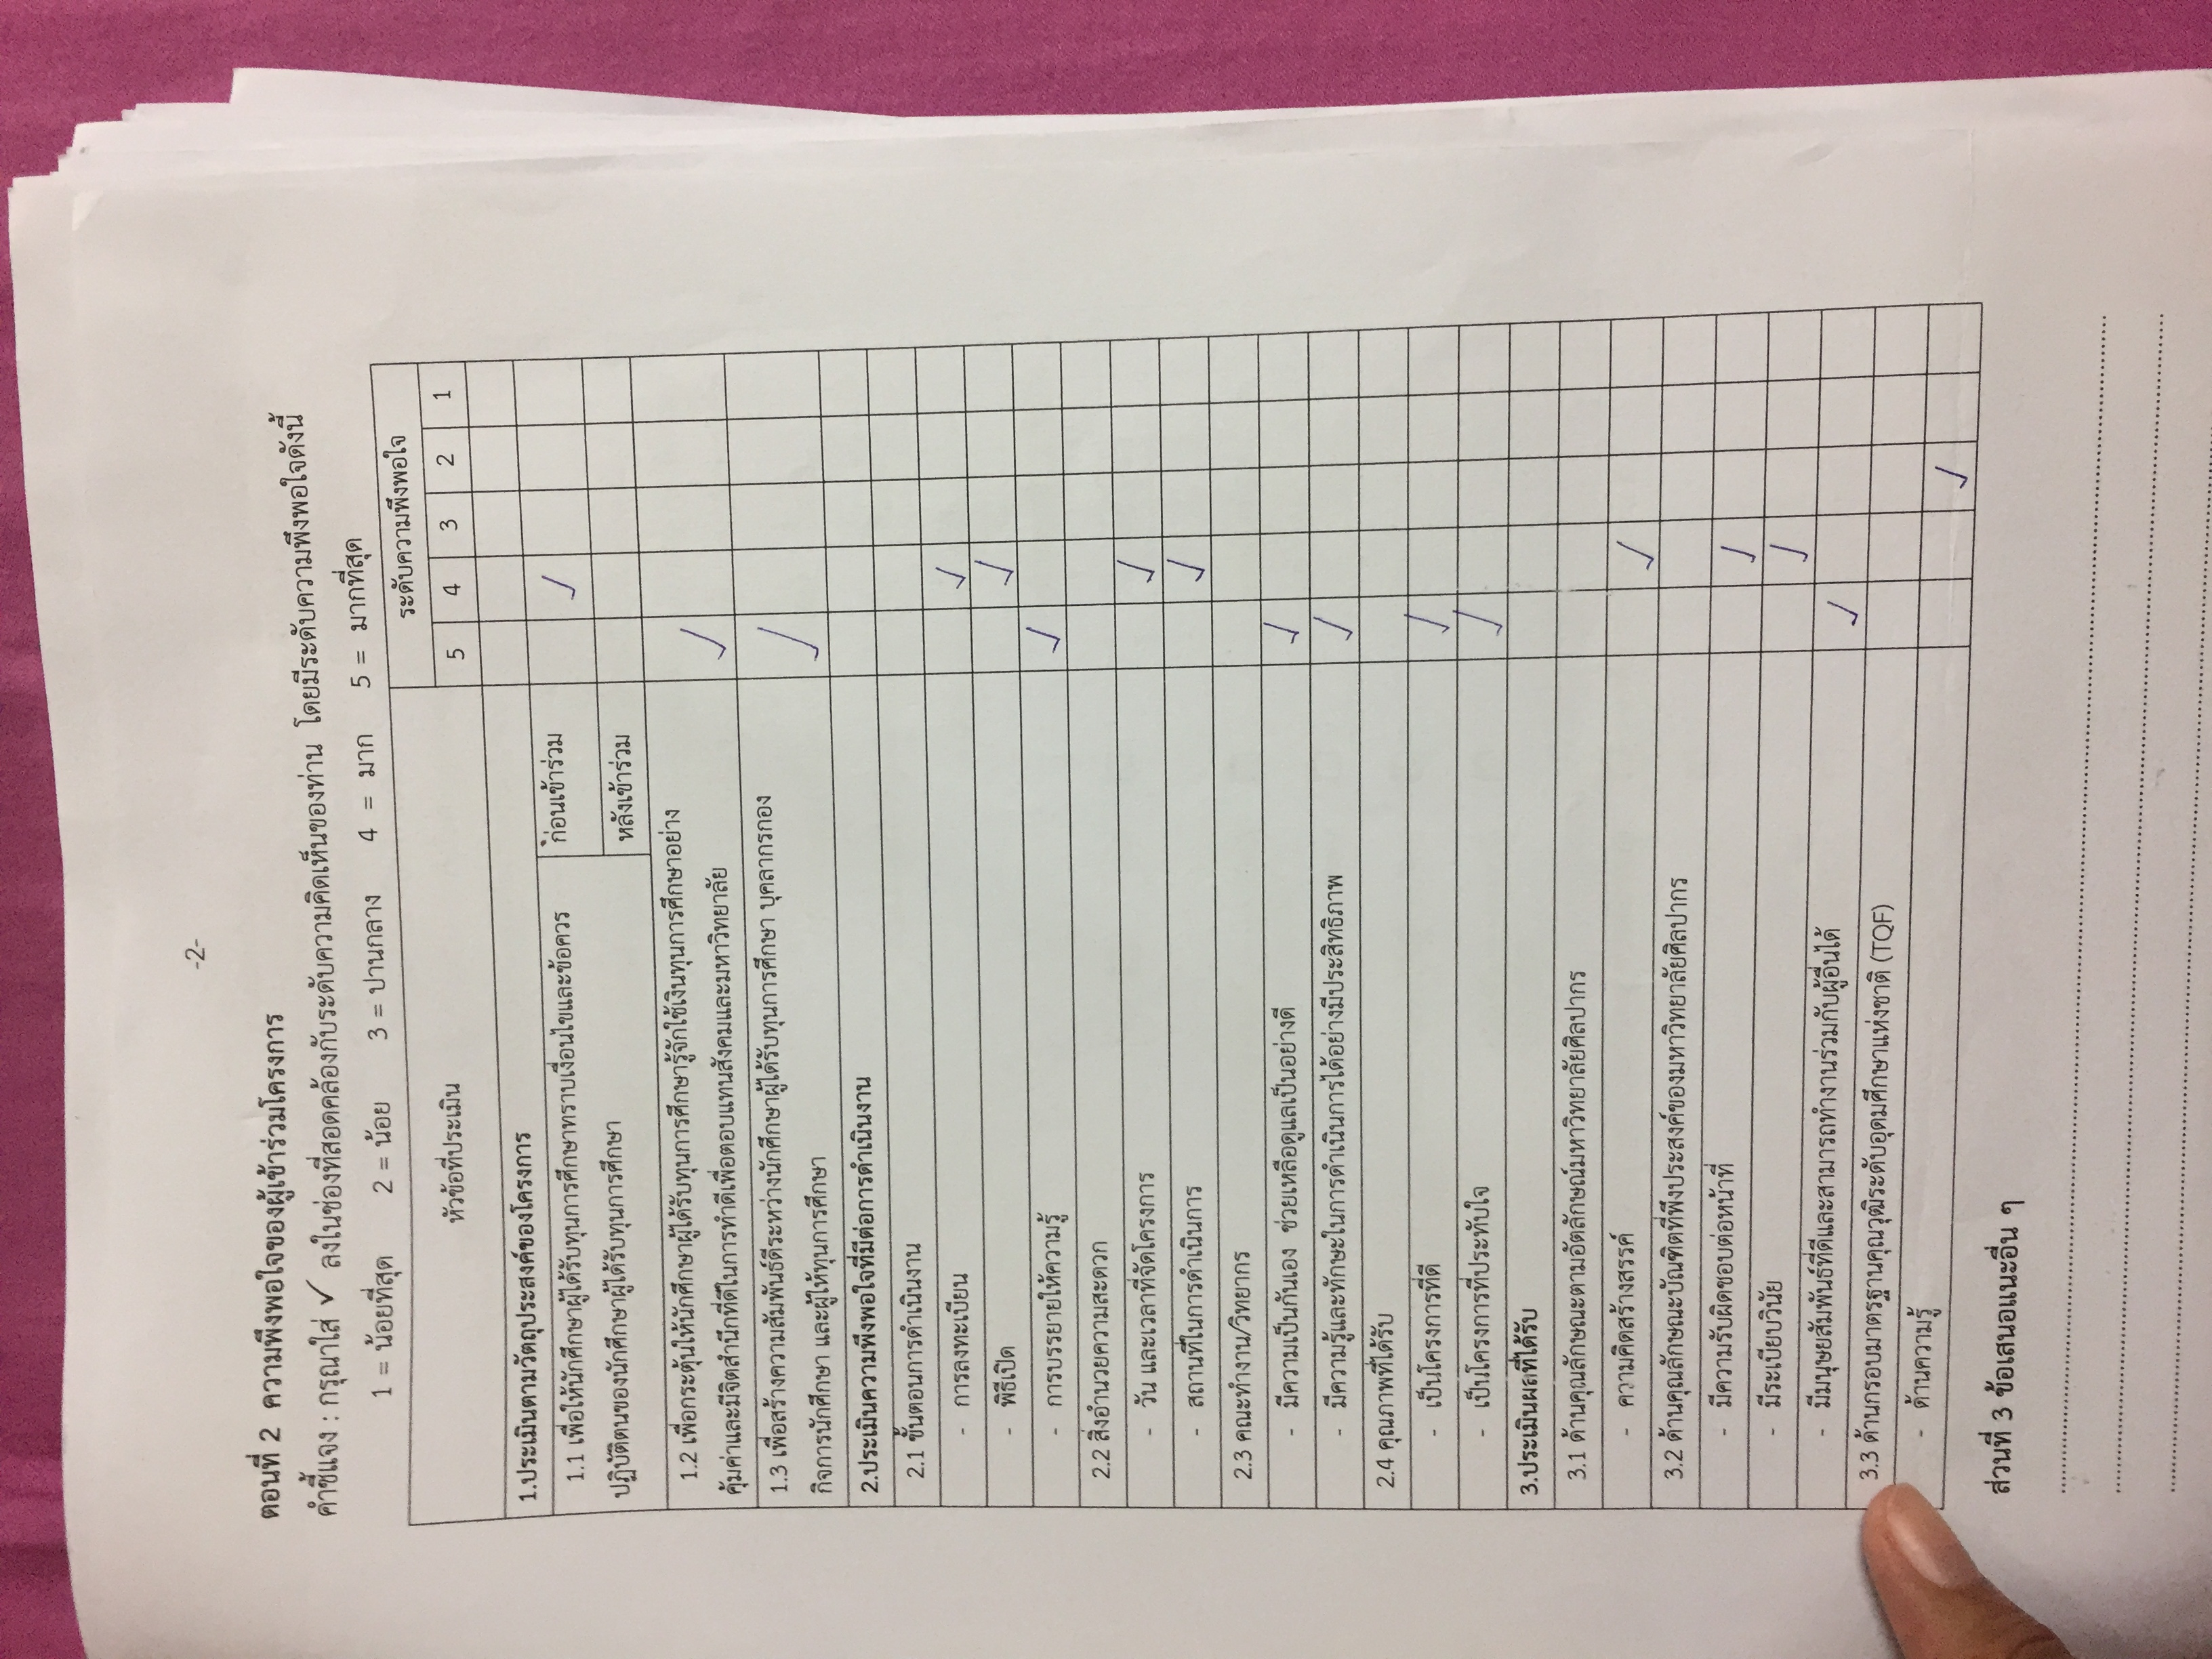 -2-
ตอนที่ 2 ความพึงพอใจของผู้เข้าร่วมโครงการ
คำชี้แจง : กรุณาใส่ ✓ ลงในช่องที่สอดคล้องกับระดับความคิดเห็นของท่าน โดยมีระดับความพึงพอใจดังนี้
1 = น้อยที่สุด 2 = น้อย 3 = ปานกลาง 4 = มาก 5 = มากที่สุด
หัวข้อที่ประเมิน ระดับความพึงพอใจ
5 4 3 2 1
1.ประเมินตามวัตถุประสงค์ของโครงการ
1.1 เพื่อให้นักศึกษาผู้ได้รับทุนการศึกษาทราบเงื่อนไขและข้อควร ก่อนเข้าร่วม ✓
ปฏิบัติตนของนักศึกษาผู้ได้รับทุนการศึกษา หลังเข้าร่วม
1.2 เพื่อกระตุ้นให้นักศึกษาผู้ได้รับทุนการศึกษารู้จักใช้เงินทุนการศึกษาอย่าง
คุ้มค่าและมีจิตสำนึกที่ดีในการทำดีเพื่อตอบแทนสังคมและมหาวิทยาลัย ✓
1.3 เพื่อสร้างความสัมพันธ์ดีระหว่างนักศึกษาผู้ได้รับทุนการศึกษา บุคลากรกอง
กิจการนักศึกษา และผู้ให้ทุนการศึกษา ✓
2.ประเมินความพึงพอใจที่มีต่อการดำเนินงาน
2.1 ขั้นตอนการดำเนินงาน
- การลงทะเบียน ✓
- พิธีเปิด ✓
- การบรรยายให้ความรู้ ✓
2.2 สิ่งอำนวยความสะดวก
- วัน และเวลาที่จัดโครงการ ✓
- สถานที่ในการดำเนินการ ✓
2.3 คณะทำงาน/วิทยากร
- มีความเป็นกันเอง ช่วยเหลือดูแลเป็นอย่างดี ✓
- มีความรู้และทักษะในการดำเนินการได้อย่างมีประสิทธิภาพ ✓
2.4 คุณภาพที่ได้รับ
- เป็นโครงการที่ดี ✓
- เป็นโครงการที่ประทับใจ ✓
3.ประเมินผลที่ได้รับ
3.1 ด้านคุณลักษณะตามอัตลักษณ์มหาวิทยาลัยศิลปากร
- ความคิดสร้างสรรค์ ✓
3.2 ด้านคุณลักษณะบัณฑิตที่พึงประสงค์ของมหาวิทยาลัยศิลปากร
- มีความรับผิดชอบต่อหน้าที่ ✓
- มีระเบียบวินัย ✓
- มีมนุษยสัมพันธ์ที่ดีและสามารถทำงานร่วมกับผู้อื่นได้ ✓
3.3 ด้านกรอบมาตรฐานคุณวุฒิระดับอุดมศึกษาแห่งชาติ (TQF)
- ด้านความรู้ ✓
ส่วนที่ 3 ข้อเสนอแนะอื่น ๆ